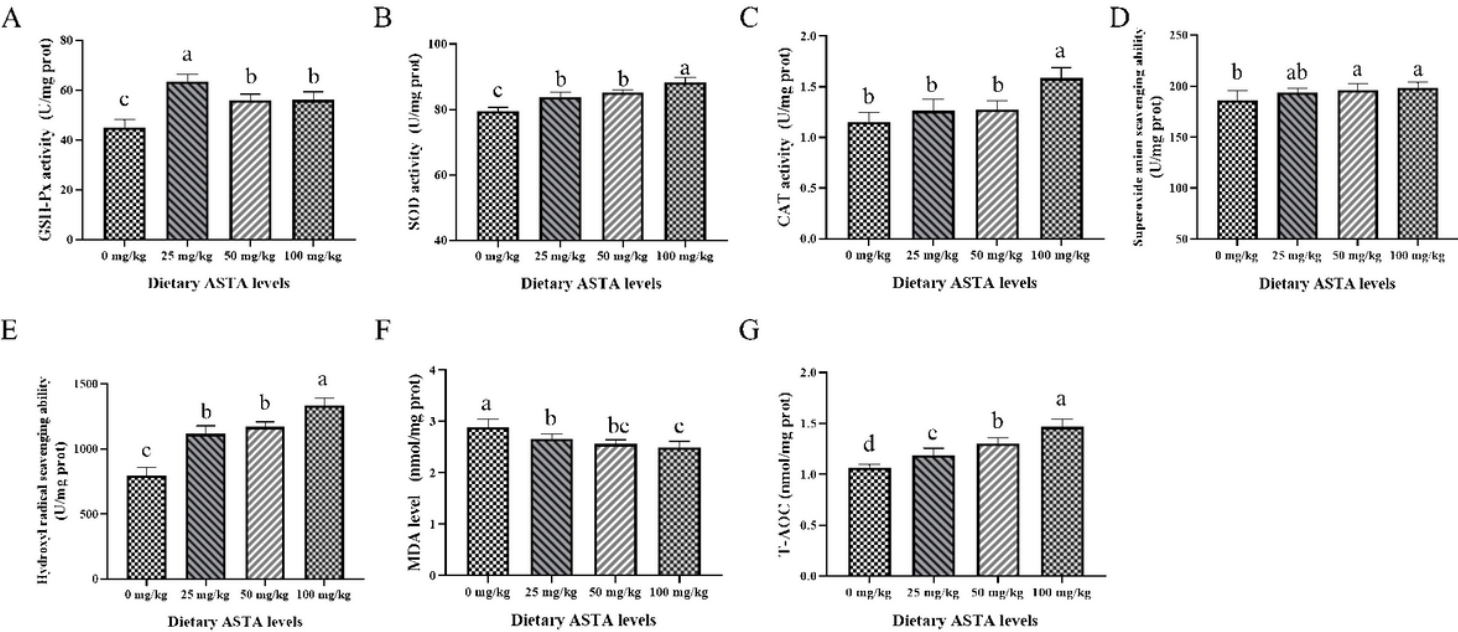 A
GSH-Px activity (U/mg prot)
80
60
40
20
0
c
a
b
b
0 mg/kg 25 mg/kg 50 mg/kg 100 mg/kg
Dietary ASTA levels
B
SOD activity (U/mg prot)
100
80
60
40
c
b
b
a
0 mg/kg 25 mg/kg 50 mg/kg 100 mg/kg
Dietary ASTA levels
C
CAT activity (U/mg prot)
2.0
1.5
1.0
0.5
0.0
b
b
b
a
0 mg/kg 25 mg/kg 50 mg/kg 100 mg/kg
Dietary ASTA levels
D
Superoxide anion scavenging ability
(U/mg prot)
250
200
150
100
50
b
ab
a
a
0 mg/kg 25 mg/kg 50 mg/kg 100 mg/kg
Dietary ASTA levels
E
Hydroxyl radical scavenging ability
(U/mg prot)
1500
1000
500
0
c
b
b
a
0 mg/kg 25 mg/kg 50 mg/kg 100 mg/kg
Dietary ASTA levels
F
MDA level (nmol/mg prot)
4
3
2
1
0
a
b
bc
c
0 mg/kg 25 mg/kg 50 mg/kg 100 mg/kg
Dietary ASTA levels
G
T-AOC (nmol/mg prot)
2.0
1.5
1.0
0.5
0.0
d
c
b
a
0 mg/kg 25 mg/kg 50 mg/kg 100 mg/kg
Dietary ASTA levels